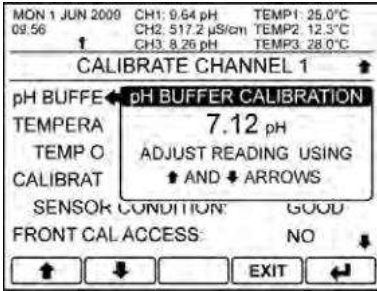 MON 1 JUN 2009 CH1: 9.64 pH TEMP1: 25.0°C
09:56 CH2: 517.2 µS/cm TEMP2: 12.3°C
CH3: 8.26 pH TEMP3: 28.0°C
CALIBRATE CHANNEL 1
pH BUFFE pH BUFFER CALIBRATION
TEMPERA 7.12 pH
TEMP O ADJUST READING USING
CALIBRAT AND ARROWS
SENSOR CONDITION: GOOD
FRONT CAL ACCESS: NO
EXIT